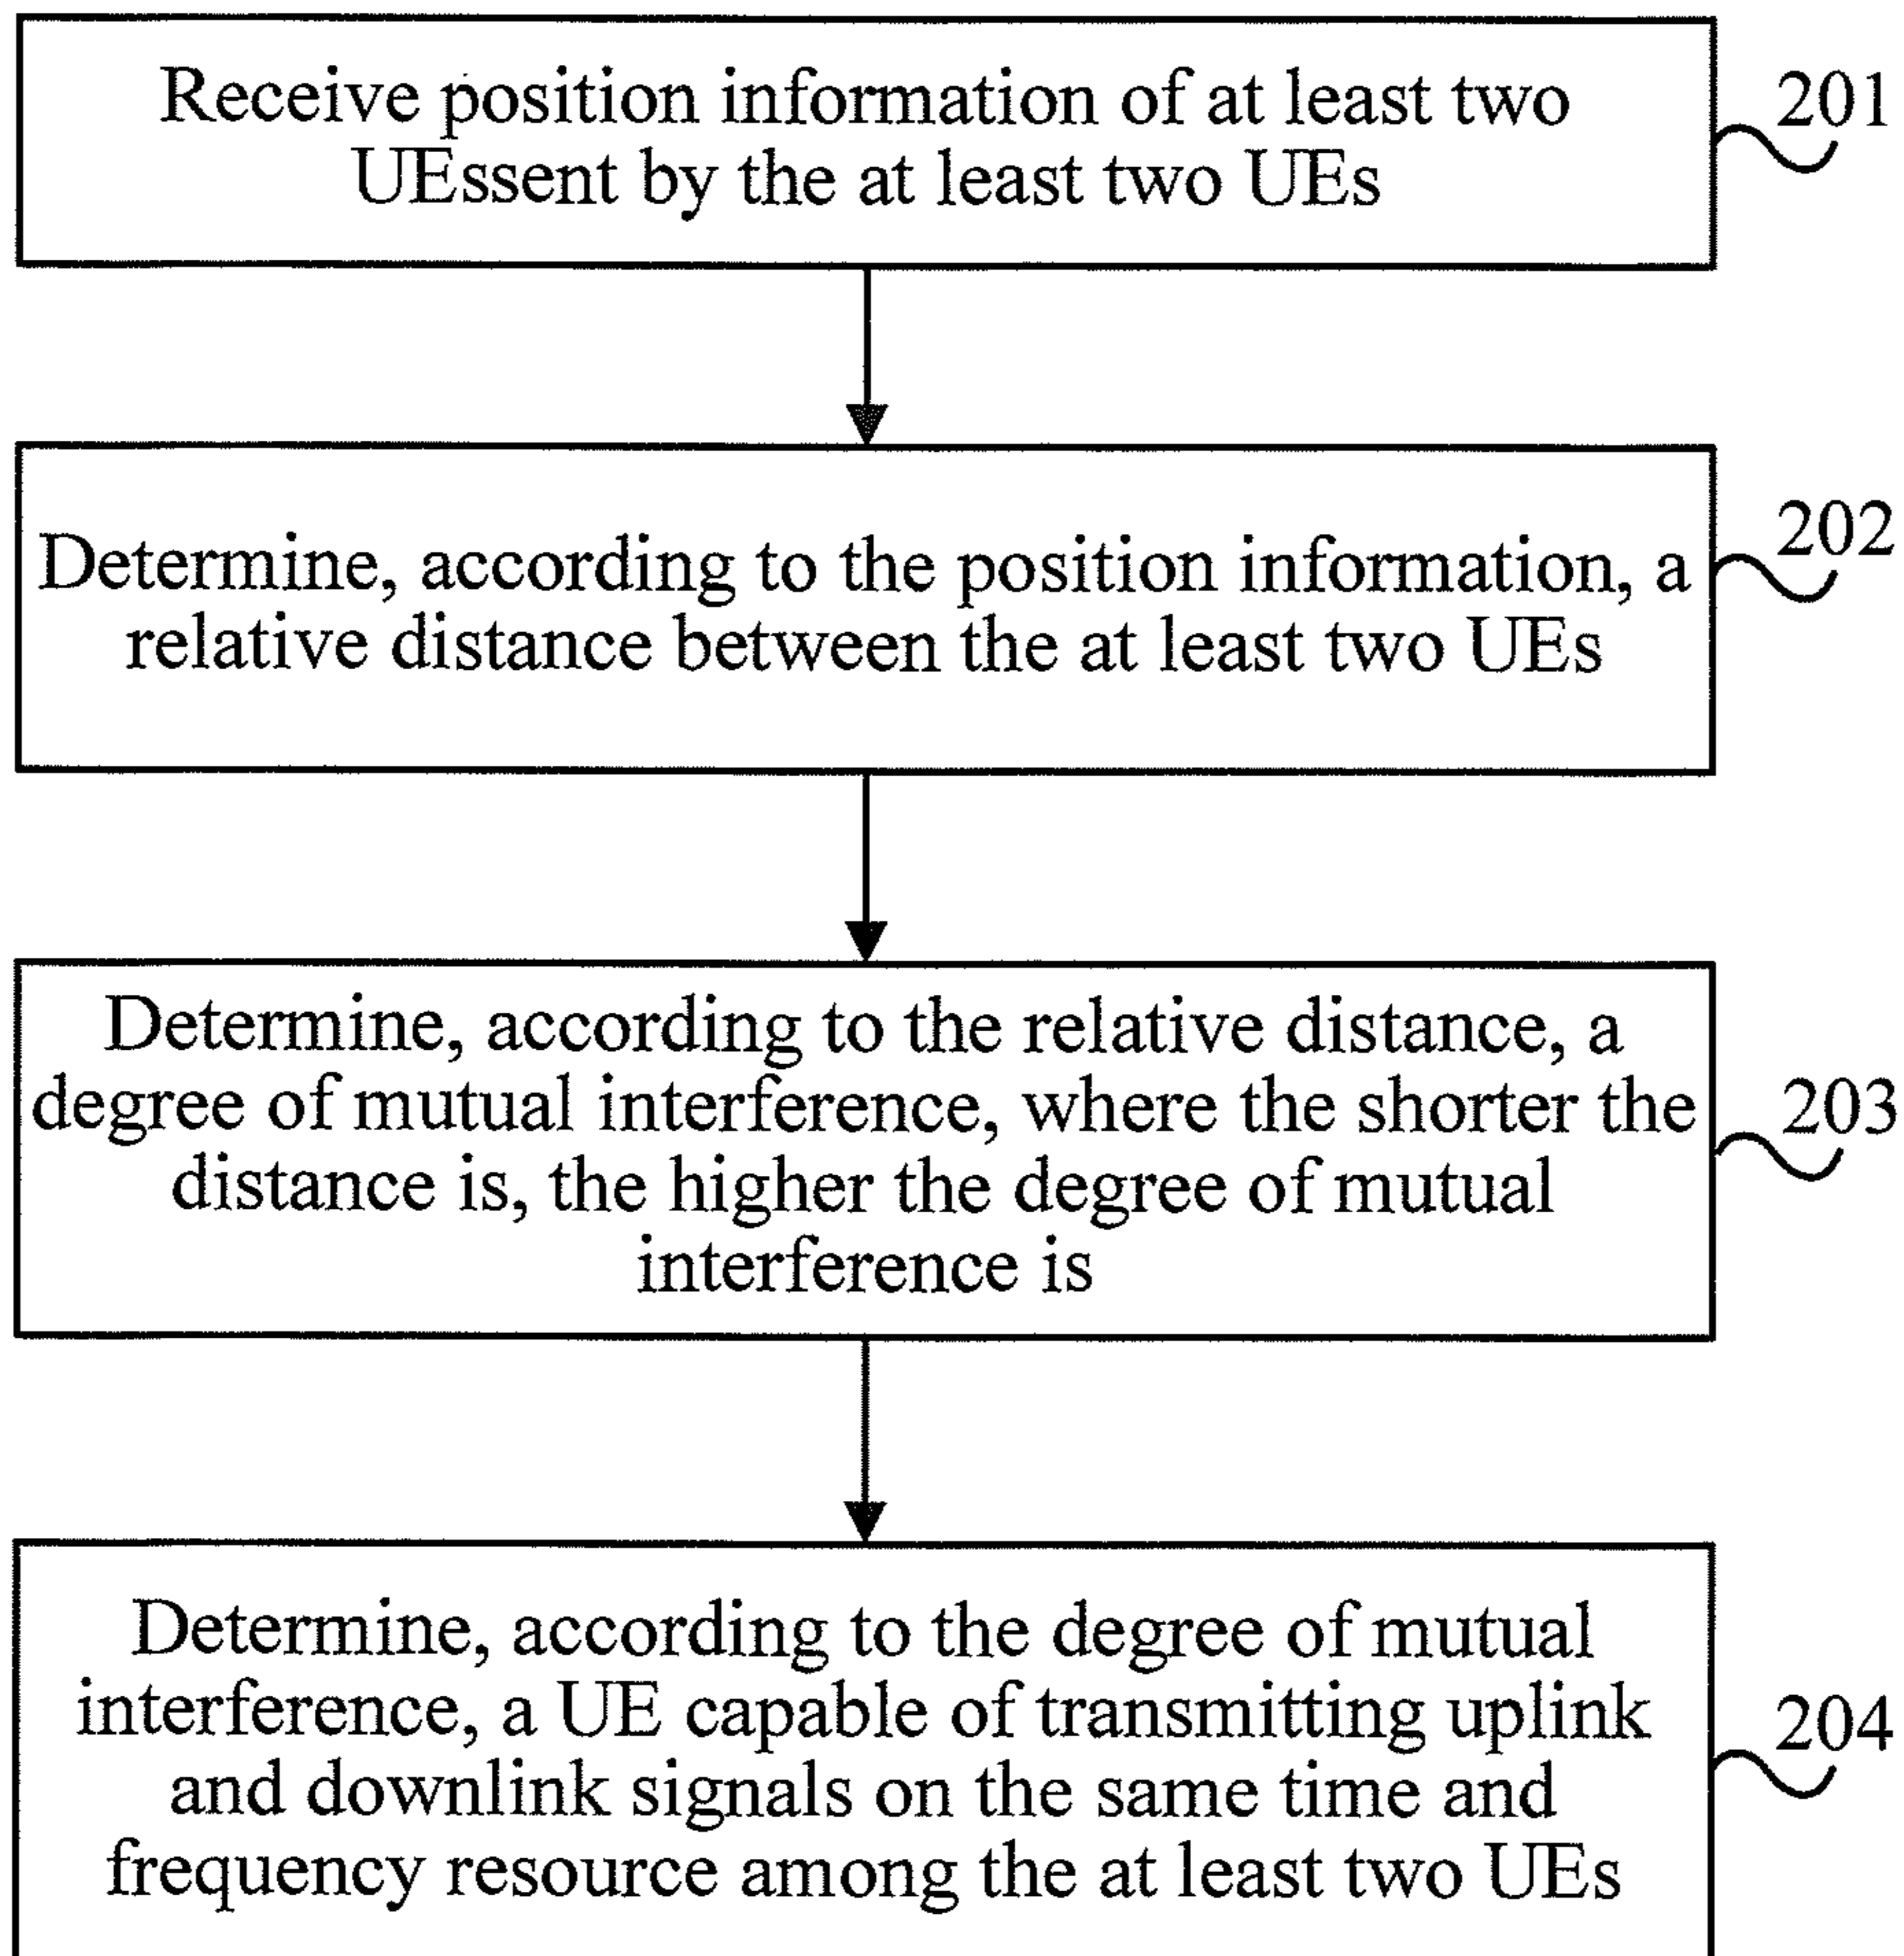 Receive position information of at least two
UEssent by the at least two UEs
201
Determine, according to the position information, a
relative distance between the at least two UEs
202
Determine, according to the relative distance, a
degree of mutual interference, where the shorter the
distance is, the higher the degree of mutual
interference is
203
Determine, according to the degree of mutual
interference, a UE capable of transmitting uplink
and downlink signals on the same time and
frequency resource among the at least two UEs
204